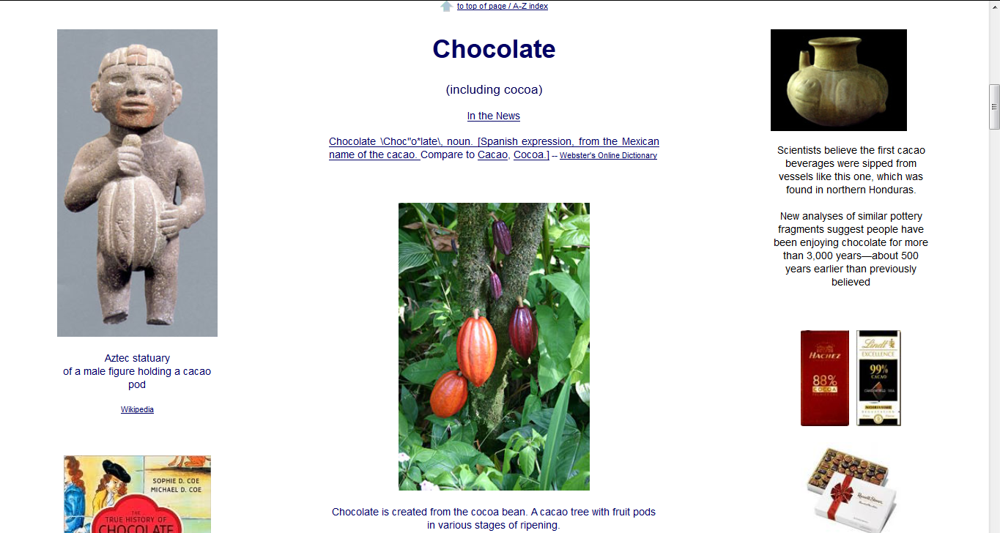 to top of page / A-Z index
Chocolate
(including cocoa)
In the News
Chocolate \Choc"o*late\, noun. [Spanish expression, from the Mexican
name of the cacao. Compare to Cacao, Cocoa.] -- Webster's Online Dictionary
Chocolate is created from the cocoa bean. A cacao tree with fruit pods
in various stages of ripening.
Aztec statuary
of a male figure holding a cacao
pod
Wikipedia
SOPHIE D. COE
MICHAEL D. COE
THE
TRUE HISTORY OF
CHOCOLATE
Scientists believe the first cacao
beverages were sipped from
vessels like this one, which was
found in northern Honduras.
New analyses of similar pottery
fragments suggest people have
been enjoying chocolate for more
than 3,000 years—about 500
years earlier than previously
believed
HACHEZ
88%
COCOA
Lindt
EXCELLENCE
99%
CACAO
Russell Stover